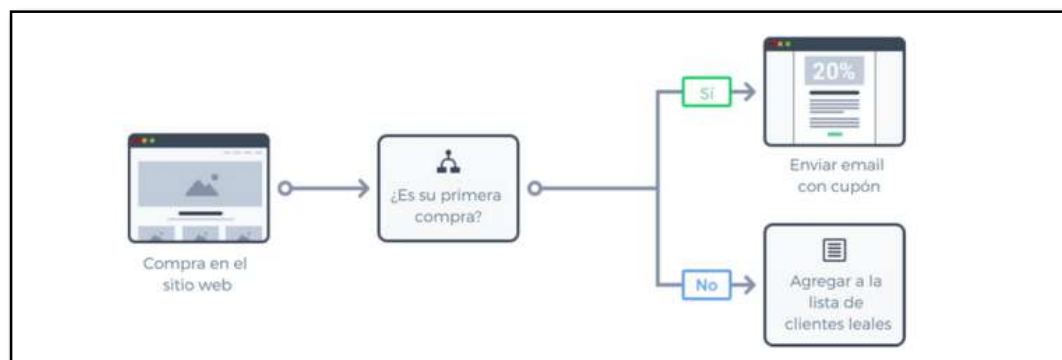 Compra en el
sitio web
¿Es su primera
compra?
Sí
20%
Enviar email
con cupón
No
Agregar a la
lista de
clientes leales